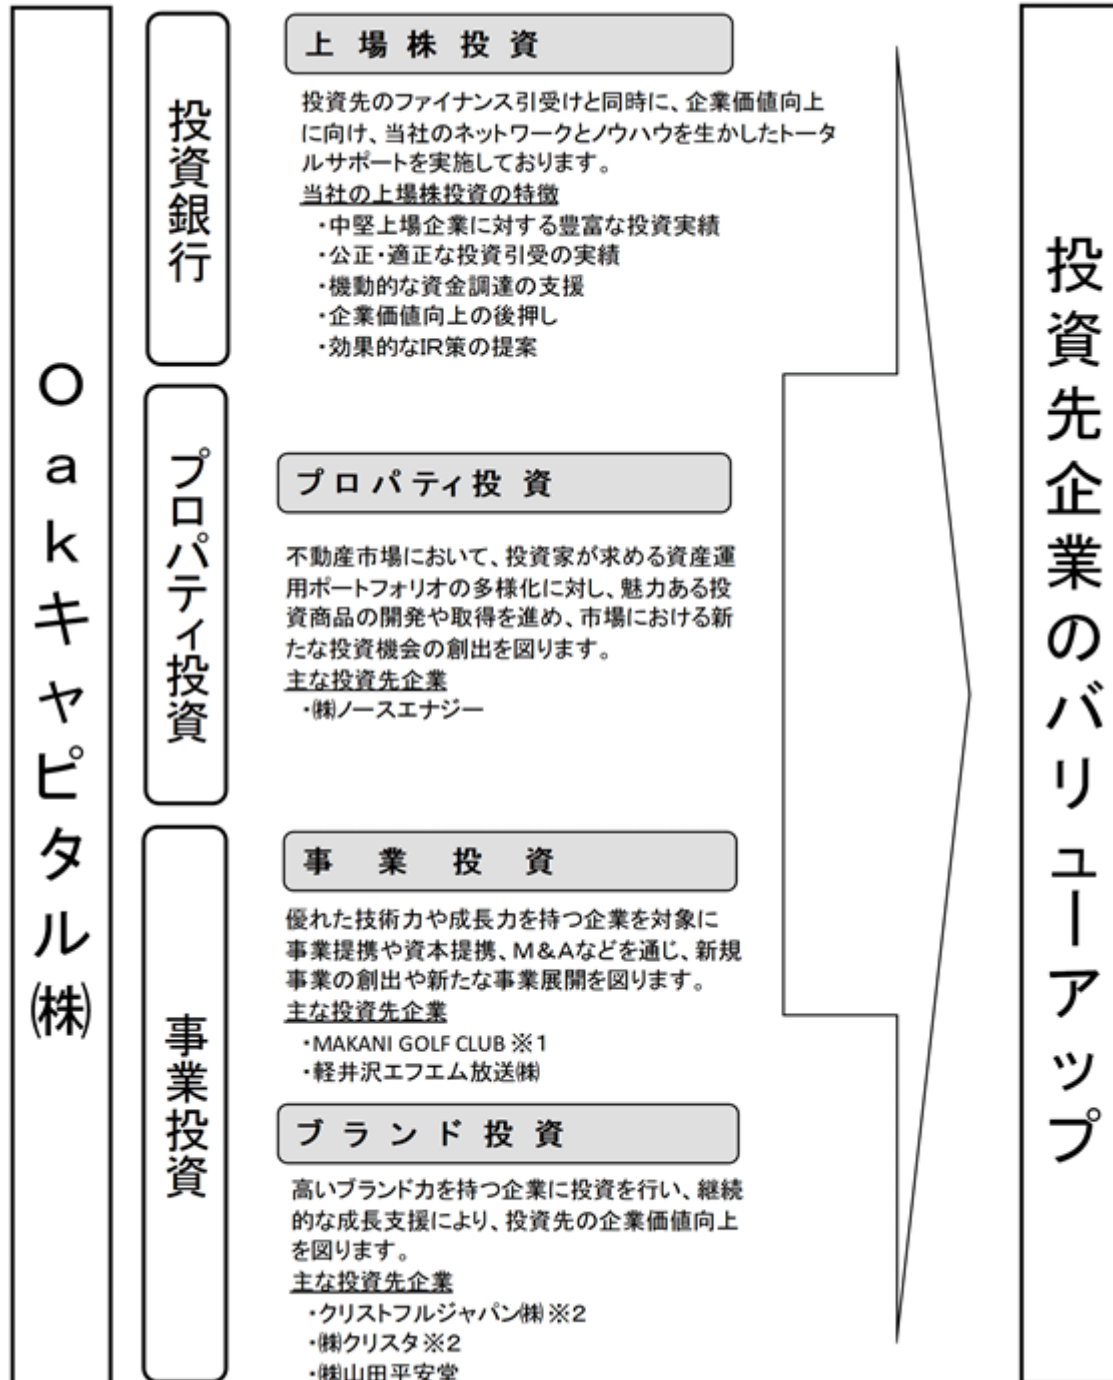 Oakキャピタル㈱
投資銀行
上場株投資
投資先のファイナンス引受けと同時に、企業価値向上
に向け、当社のネットワークとノウハウを生かしたトータ
ルサポートを実施しております。
当社の上場株投資の特徴
・中堅上場企業に対する豊富な投資実績
・公正・適正な投資引受の実績
・機動的な資金調達の支援
・企業価値向上の後押し
・効果的なIR策の提案
プロパティ投資
プロパティ投資
不動産市場において、投資家が求める資産運
用ポートフォリオの多様化に対し、魅力ある投
資商品の開発や取得を進め、市場における新
たな投資機会の創出を図ります。
主な投資先企業
・㈱ノースエナジー
事業投資
事業投資
優れた技術力や成長力を持つ企業を対象に
事業提携や資本提携、M&Aなどを通じ、新規
事業の創出や新たな事業展開を図ります。
主な投資先企業
・MAKANI GOLF CLUB ※1
・軽井沢エフエム放送㈱
ブランド投資
高いブランド力を持つ企業に投資を行い、継続
的な成長支援により、投資先の企業価値向上
を図ります。
主な投資先企業
・クリストフルジャパン㈱ ※2
・㈱クリスタ ※2
・㈱山田平安堂
投資先企業のバリューアップ